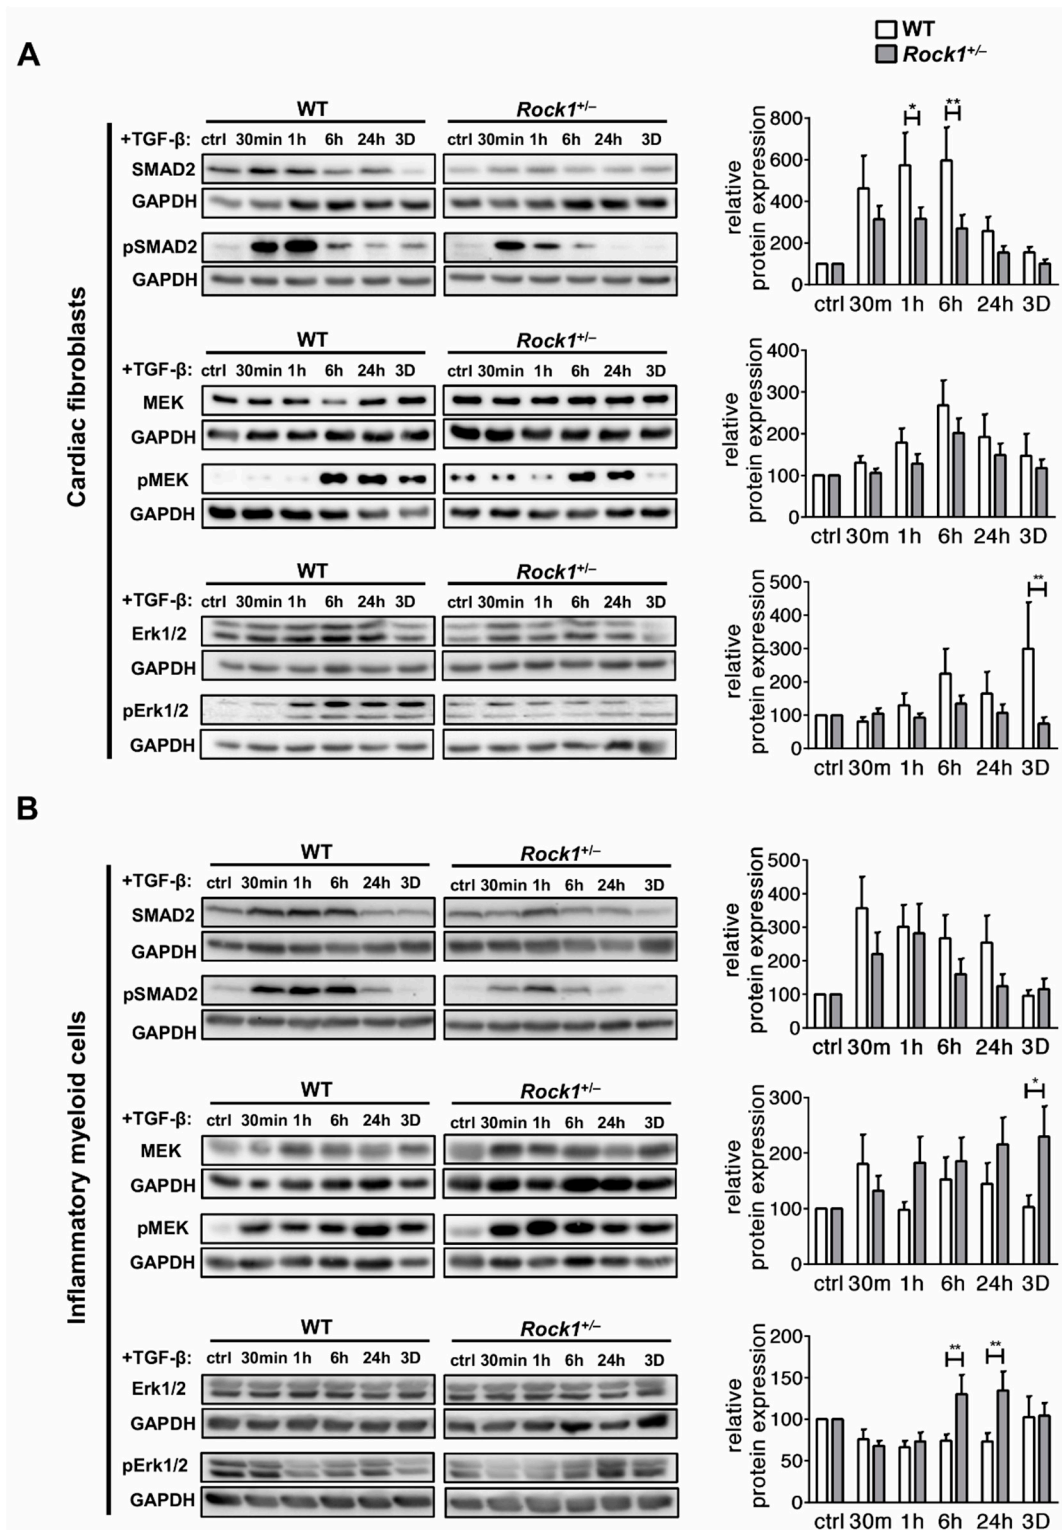 WT
Rock1+/–
A
WT Rock1+/–
+TGF-β: ctrl 30min 1h 6h 24h 3D ctrl 30min 1h 6h 24h 3D
SMAD2
GAPDH
pSMAD2
GAPDH
relative
protein expression
800
600
400
200
0
* **
ctrl 30m 1h 6h 24h 3D
Cardiac fibroblasts
WT Rock1+/–
+TGF-β: ctrl 30min 1h 6h 24h 3D ctrl 30min 1h 6h 24h 3D
MEK
GAPDH
pMEK
GAPDH
relative
protein expression
400
300
200
100
0
ctrl 30m 1h 6h 24h 3D
WT Rock1+/–
+TGF-β: ctrl 30min 1h 6h 24h 3D ctrl 30min 1h 6h 24h 3D
Erk1/2
GAPDH
pErk1/2
GAPDH
relative
protein expression
500
400
300
200
100
0
**
ctrl 30m 1h 6h 24h 3D
B
WT Rock1+/–
+TGF-β: ctrl 30min 1h 6h 24h 3D ctrl 30min 1h 6h 24h 3D
SMAD2
GAPDH
pSMAD2
GAPDH
relative
protein expression
500
400
300
200
100
0
ctrl 30m 1h 6h 24h 3D
Inflammatory myeloid cells
WT Rock1+/–
+TGF-β: ctrl 30min 1h 6h 24h 3D ctrl 30min 1h 6h 24h 3D
MEK
GAPDH
pMEK
GAPDH
relative
protein expression
300
200
100
0
*
ctrl 30m 1h 6h 24h 3D
WT Rock1+/–
+TGF-β: ctrl 30min 1h 6h 24h 3D ctrl 30min 1h 6h 24h 3D
Erk1/2
GAPDH
pErk1/2
GAPDH
relative
protein expression
200
150
100
50
0
** **
ctrl 30m 1h 6h 24h 3D